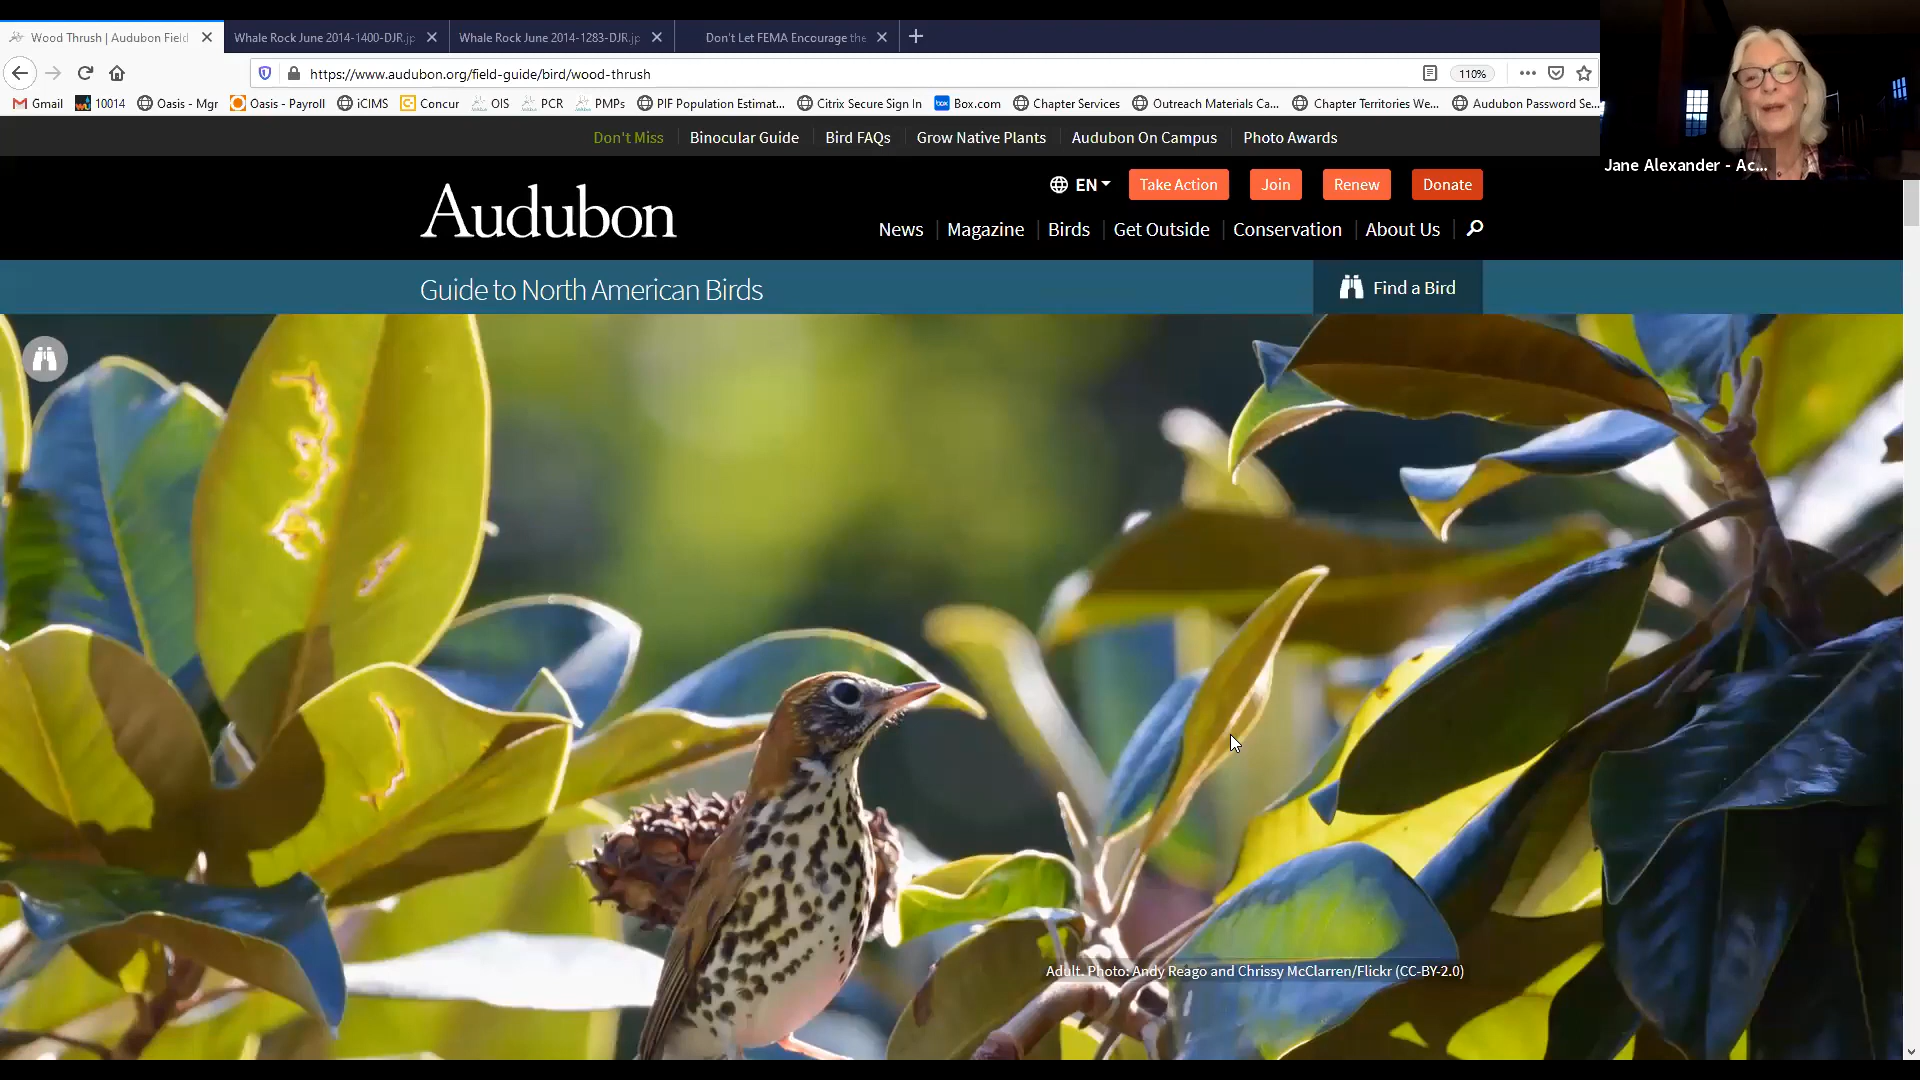 Wood Thrush | Audubon Field
Whale Rock June 2014-1400-DJR.jp
Whale Rock June 2014-1283-DJR.jp
Don't Let FEMA Encourage the
https://www.audubon.org/field-guide/bird/wood-thrush
110%
Gmail
10014
Oasis - Mgr
Oasis - Payroll
iCIMS
Concur
OIS
PCR
PMPs
PIF Population Estimat...
Citrix Secure Sign In
Box.com
Chapter Services
Outreach Materials Ca...
Chapter Territories We...
Audubon Password Se...
Jane Alexander - Ac...
Don't Miss
Binocular Guide
Bird FAQs
Grow Native Plants
Audubon On Campus
Photo Awards
EN
Take Action
Join
Renew
Donate
Audubon
News
Magazine
Birds
Get Outside
Conservation
About Us
Guide to North American Birds
Find a Bird
Adult. Photo: Andy Reago and Chrissy McClarren/Flickr (CC-BY-2.0)